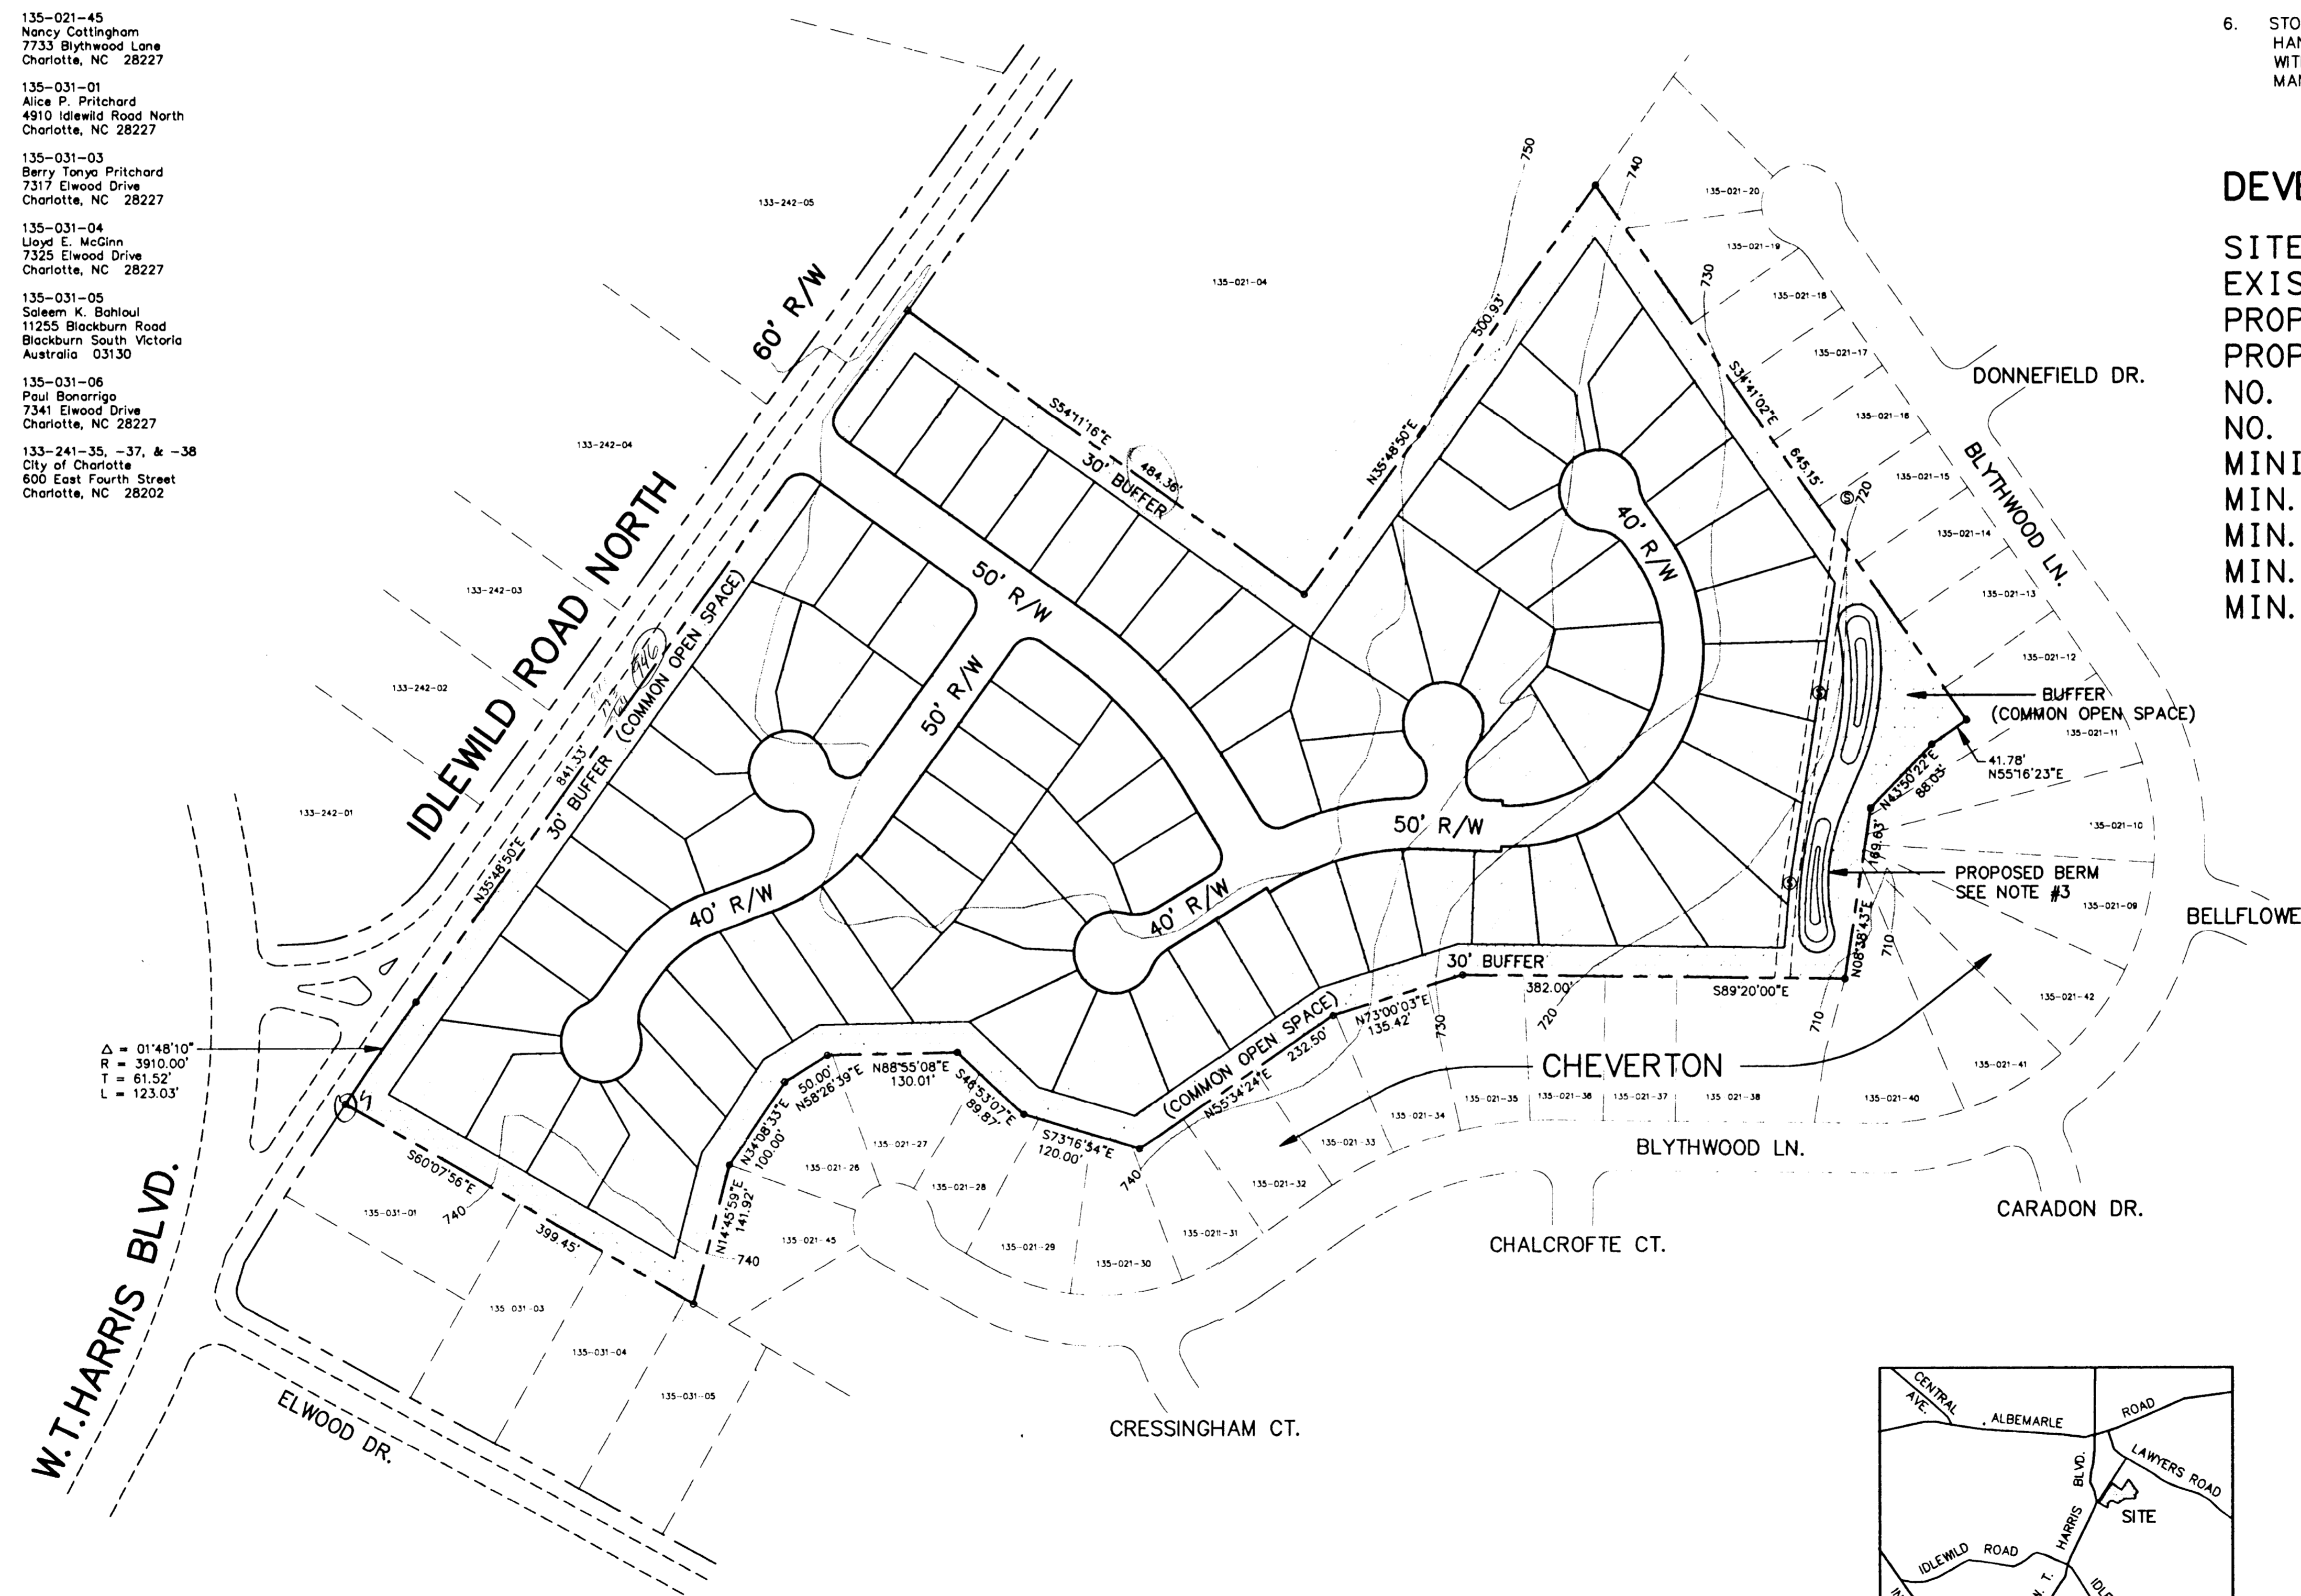 135-021-45
Nancy Cottingham
7733 Blythwood Lane
Charlotte, NC 28227
135-031-01
Alice P. Pritchard
4910 Idlewild Road North
Charlotte, NC 28227
135-031-03
Berry Tonya Pritchard
7317 Elwood Drive
Charlotte, NC 28227
135-031-04
Lloyd E. McGinn
7325 Elwood Drive
Charlotte, NC 28227
135-031-05
Saleem K. Bahloul
11255 Blackburn Road
Blackburn South Victoria
Australia 03130
135-031-06
Paul Bonarrigo
7341 Elwood Drive
Charlotte, NC 28227
133-241-35, -37, & -38
City of Charlotte
600 East Fourth Street
Charlotte, NC 28202
6. STO
HAN
WIT
MAN
DEVE
SITE
EXIS
PROP
PROP
NO.
NO.
MINI
MIN.
MIN.
MIN.
MIN.
133-242-05
133-242-04
133-242-03
133-242-02
133-242-01
60' R/W
IDLEWILD ROAD NORTH
135-021-04
750
740
730
720
S54°11'16"E
484.36'
30' BUFFER
N35°48'50"E
500.93'
S34°41'02"E
645.15'
135-021-20
135-021-19
135-021-18
135-021-17
135-021-16
135-021-15
135-021-14
135-021-13
135-021-12
135-021-11
135-021-10
135-021-09
DONNEFIELD DR.
BLYTHWOOD LN.
BELLFLOWE
S
S
S
40' R/W
50' R/W
50' R/W
50' R/W
40' R/W
40' R/W
N35°48'50"E
841.33'
30' BUFFER (COMMON OPEN SPACE)
946
BUFFER
(COMMON OPEN SPACE)
41.78'
N55°16'23"E
N43°50'22"E
88.03'
169.63'
N08°38'43"E
PROPOSED BERM
SEE NOTE #3
710
710
30' BUFFER
382.00'
S89°20'00"E
720
730
N73°00'03"E
135.42'
(COMMON OPEN SPACE)
232.50'
N55°34'24"E
CHEVERTON
135-021-42
135-021-41
135-021-40
135-021-38
135-021-37
135-021-36
135-021-35
135-021-34
135-021-33
135-021-32
135-0211-31
135-021-30
135-021-29
135-021-28
135-021-27
135-021-26
135-021-45
BLYTHWOOD LN.
CARADON DR.
CHALCROFTE CT.
CRESSINGHAM CT.
Δ = 01°48'10"
R = 3910.00'
T = 61.52'
L = 123.03'
S60°07'56"E
399.45'
740
740
740
N14°45'59"E
141.92'
N34°08'33"E
100.00'
50.00'
N58°26'39"E
N88°55'08"E
130.01'
S48°53'07"E
89.87'
S73°16'54"E
120.00'
135-031-01
135 031-03
135-031-04
135-031-05
W.T.HARRIS BLVD.
ELWOOD DR.
CENTRAL
AVE.
ALBEMARLE
ROAD
LAWYERS ROAD
BLVD.
HARRIS
SITE
IDLEWILD ROAD